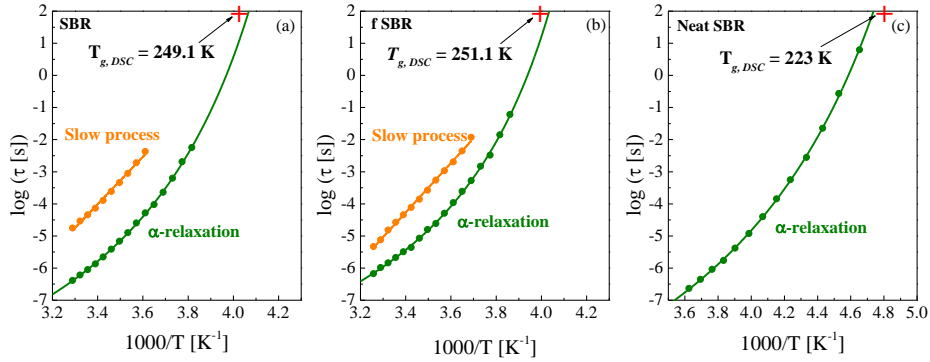 SBR
(a)
T_g, DSC = 249.1 K
Slow process
α-relaxation
log (τ [s])
2
1
0
-1
-2
-3
-4
-5
-6
-7
3.2
3.4
3.6
3.8
4.0
4.2
1000/T [K⁻¹]
f SBR
(b)
T_g, DSC = 251.1 K
Slow process
α-relaxation
log (τ [s])
2
1
0
-1
-2
-3
-4
-5
-6
-7
3.2
3.4
3.6
3.8
4.0
4.2
1000/T [K⁻¹]
Neat SBR
(c)
T_g, DSC = 223 K
α-relaxation
log (τ [s])
2
1
0
-1
-2
-3
-4
-5
-6
-7
3.6
3.8
4.0
4.2
4.4
4.6
4.8
5.0
1000/T [K⁻¹]